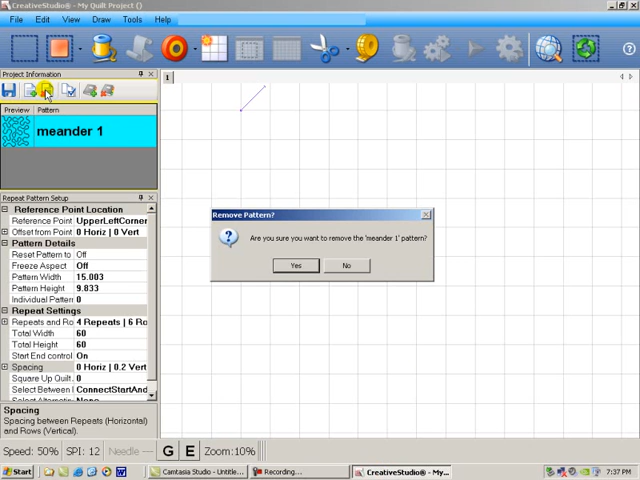 CreativeStudio® - My Quilt Project
File Edit View Draw Tools Help
Project Information
1
Preview Pattern
meander 1
Repeat Pattern Setup
Reference Point Location
Reference Point UpperLeftCorner
Offset from Point 0 Horiz | 0 Vert
Pattern Details
Reset Pattern to Off
Freeze Aspect Off
Pattern Width 15.003
Pattern Height 9.833
Individual Pattern 0
Repeat Settings
Repeats and Ro 4 Repeats | 6 Ro
Total Width 60
Total Height 60
Start End control On
Spacing 0 Horiz | 0.2 Vert
Square Up Quilt 0
Select Between ConnectStartAnd
Spacing
Spacing between Repeats (Horizontal)
and Rows (Vertical).
Remove Pattern?
Are you sure you want to remove the 'meander 1' pattern?
Yes No
Speed: 50% SPI: 12 Needle G E Zoom:10%
Start Camtasia Studio - Untitle... Recording... CreativeStudio® - My... 7:37 PM